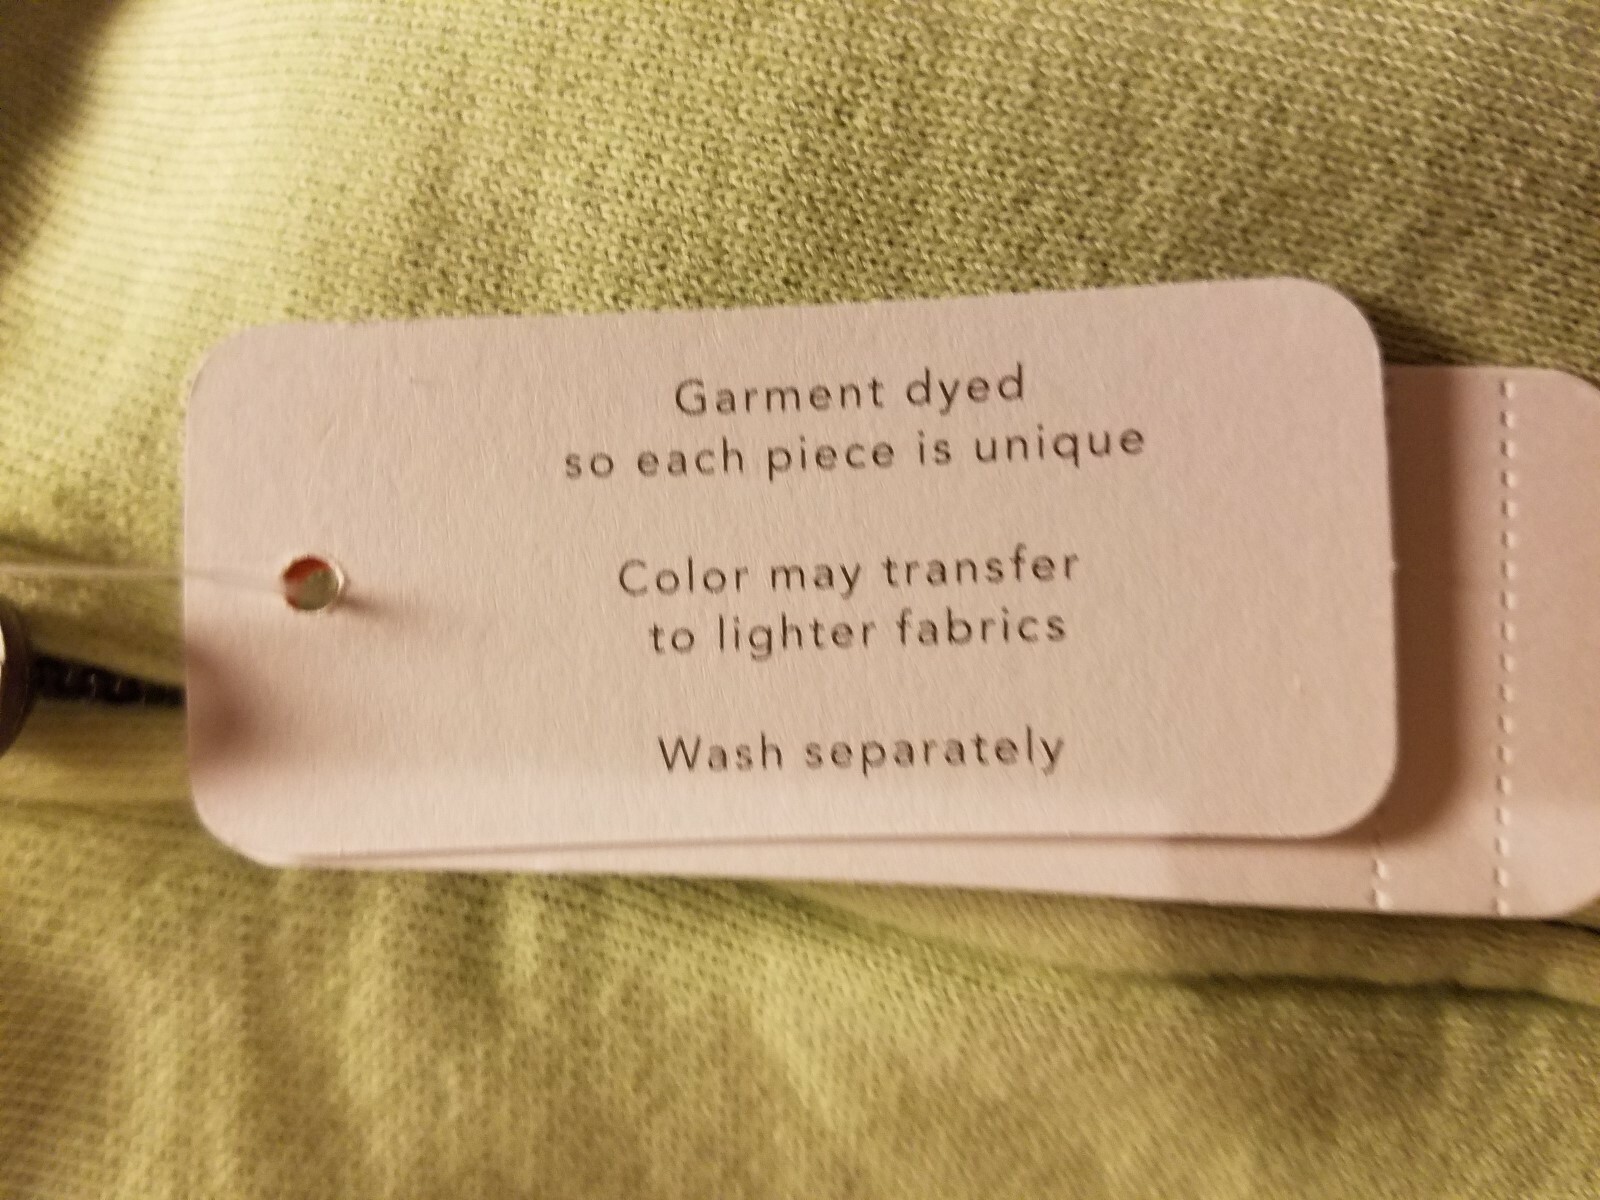 Garment dyed
so each piece is unique
Color may transfer
to lighter fabrics
Wash separately